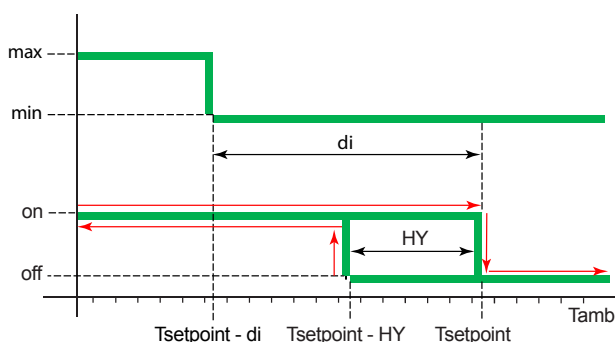 max
min
di
on
HY
off
Tamb
Tsetpoint - di Tsetpoint - HY Tsetpoint